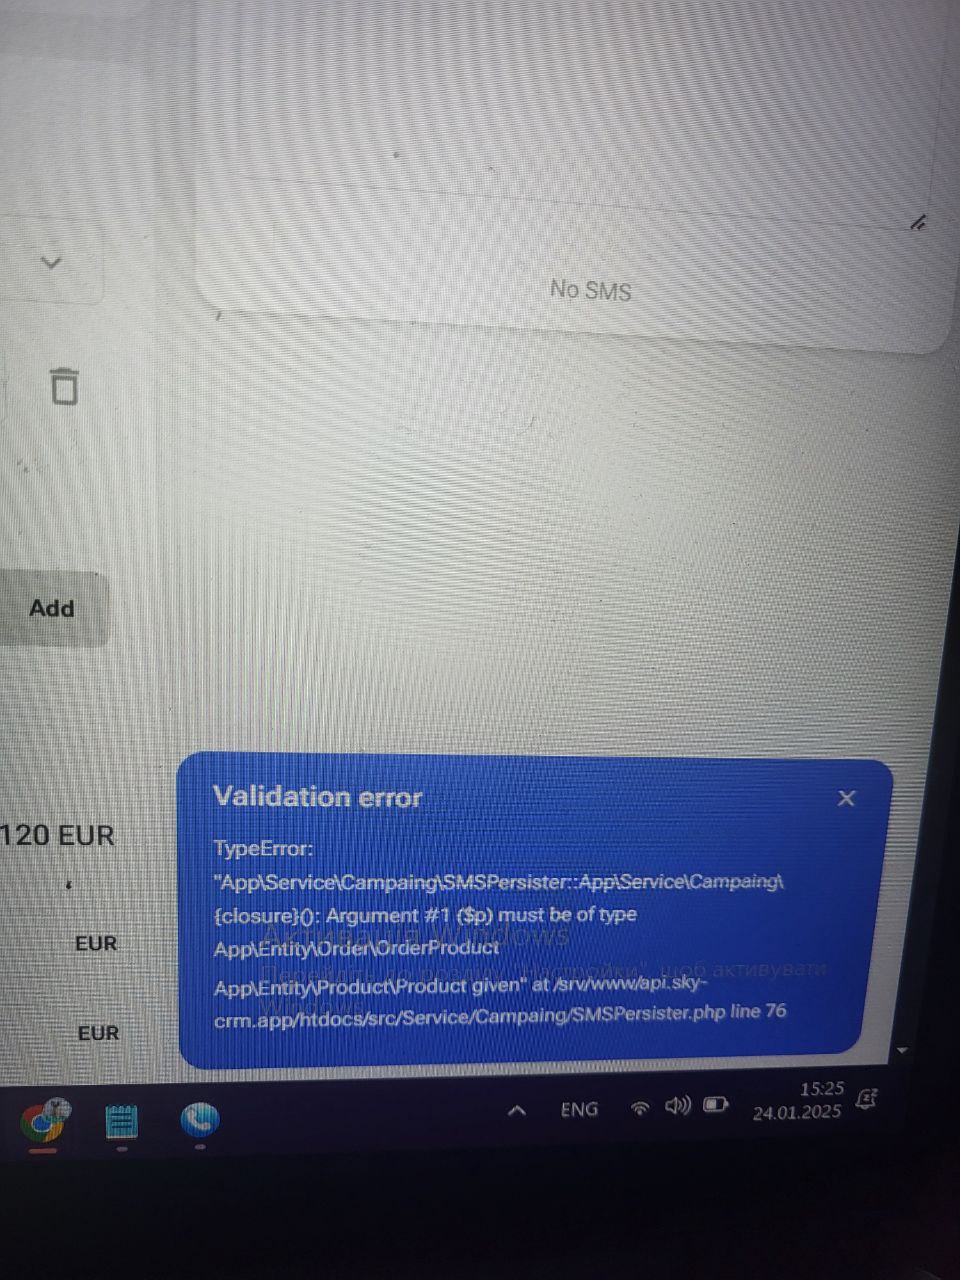 No SMS
Add
120 EUR
EUR
EUR
Validation error
TypeError:
"App\Service\Campaing\SMSPersister::App\Service\Campaing\
{closure}(): Argument #1 ($p) must be of type
App\Entity\Order\OrderProduct
App\Entity\Product\Product given" at /srv/www/api.sky-
crm.app/htdocs/src/Service/Campaing/SMSPersister.php line 76
Активація Windows
Перейдіть до розділу "Настройки", щоб активувати
Windows.
ENG
15:25
24.01.2025